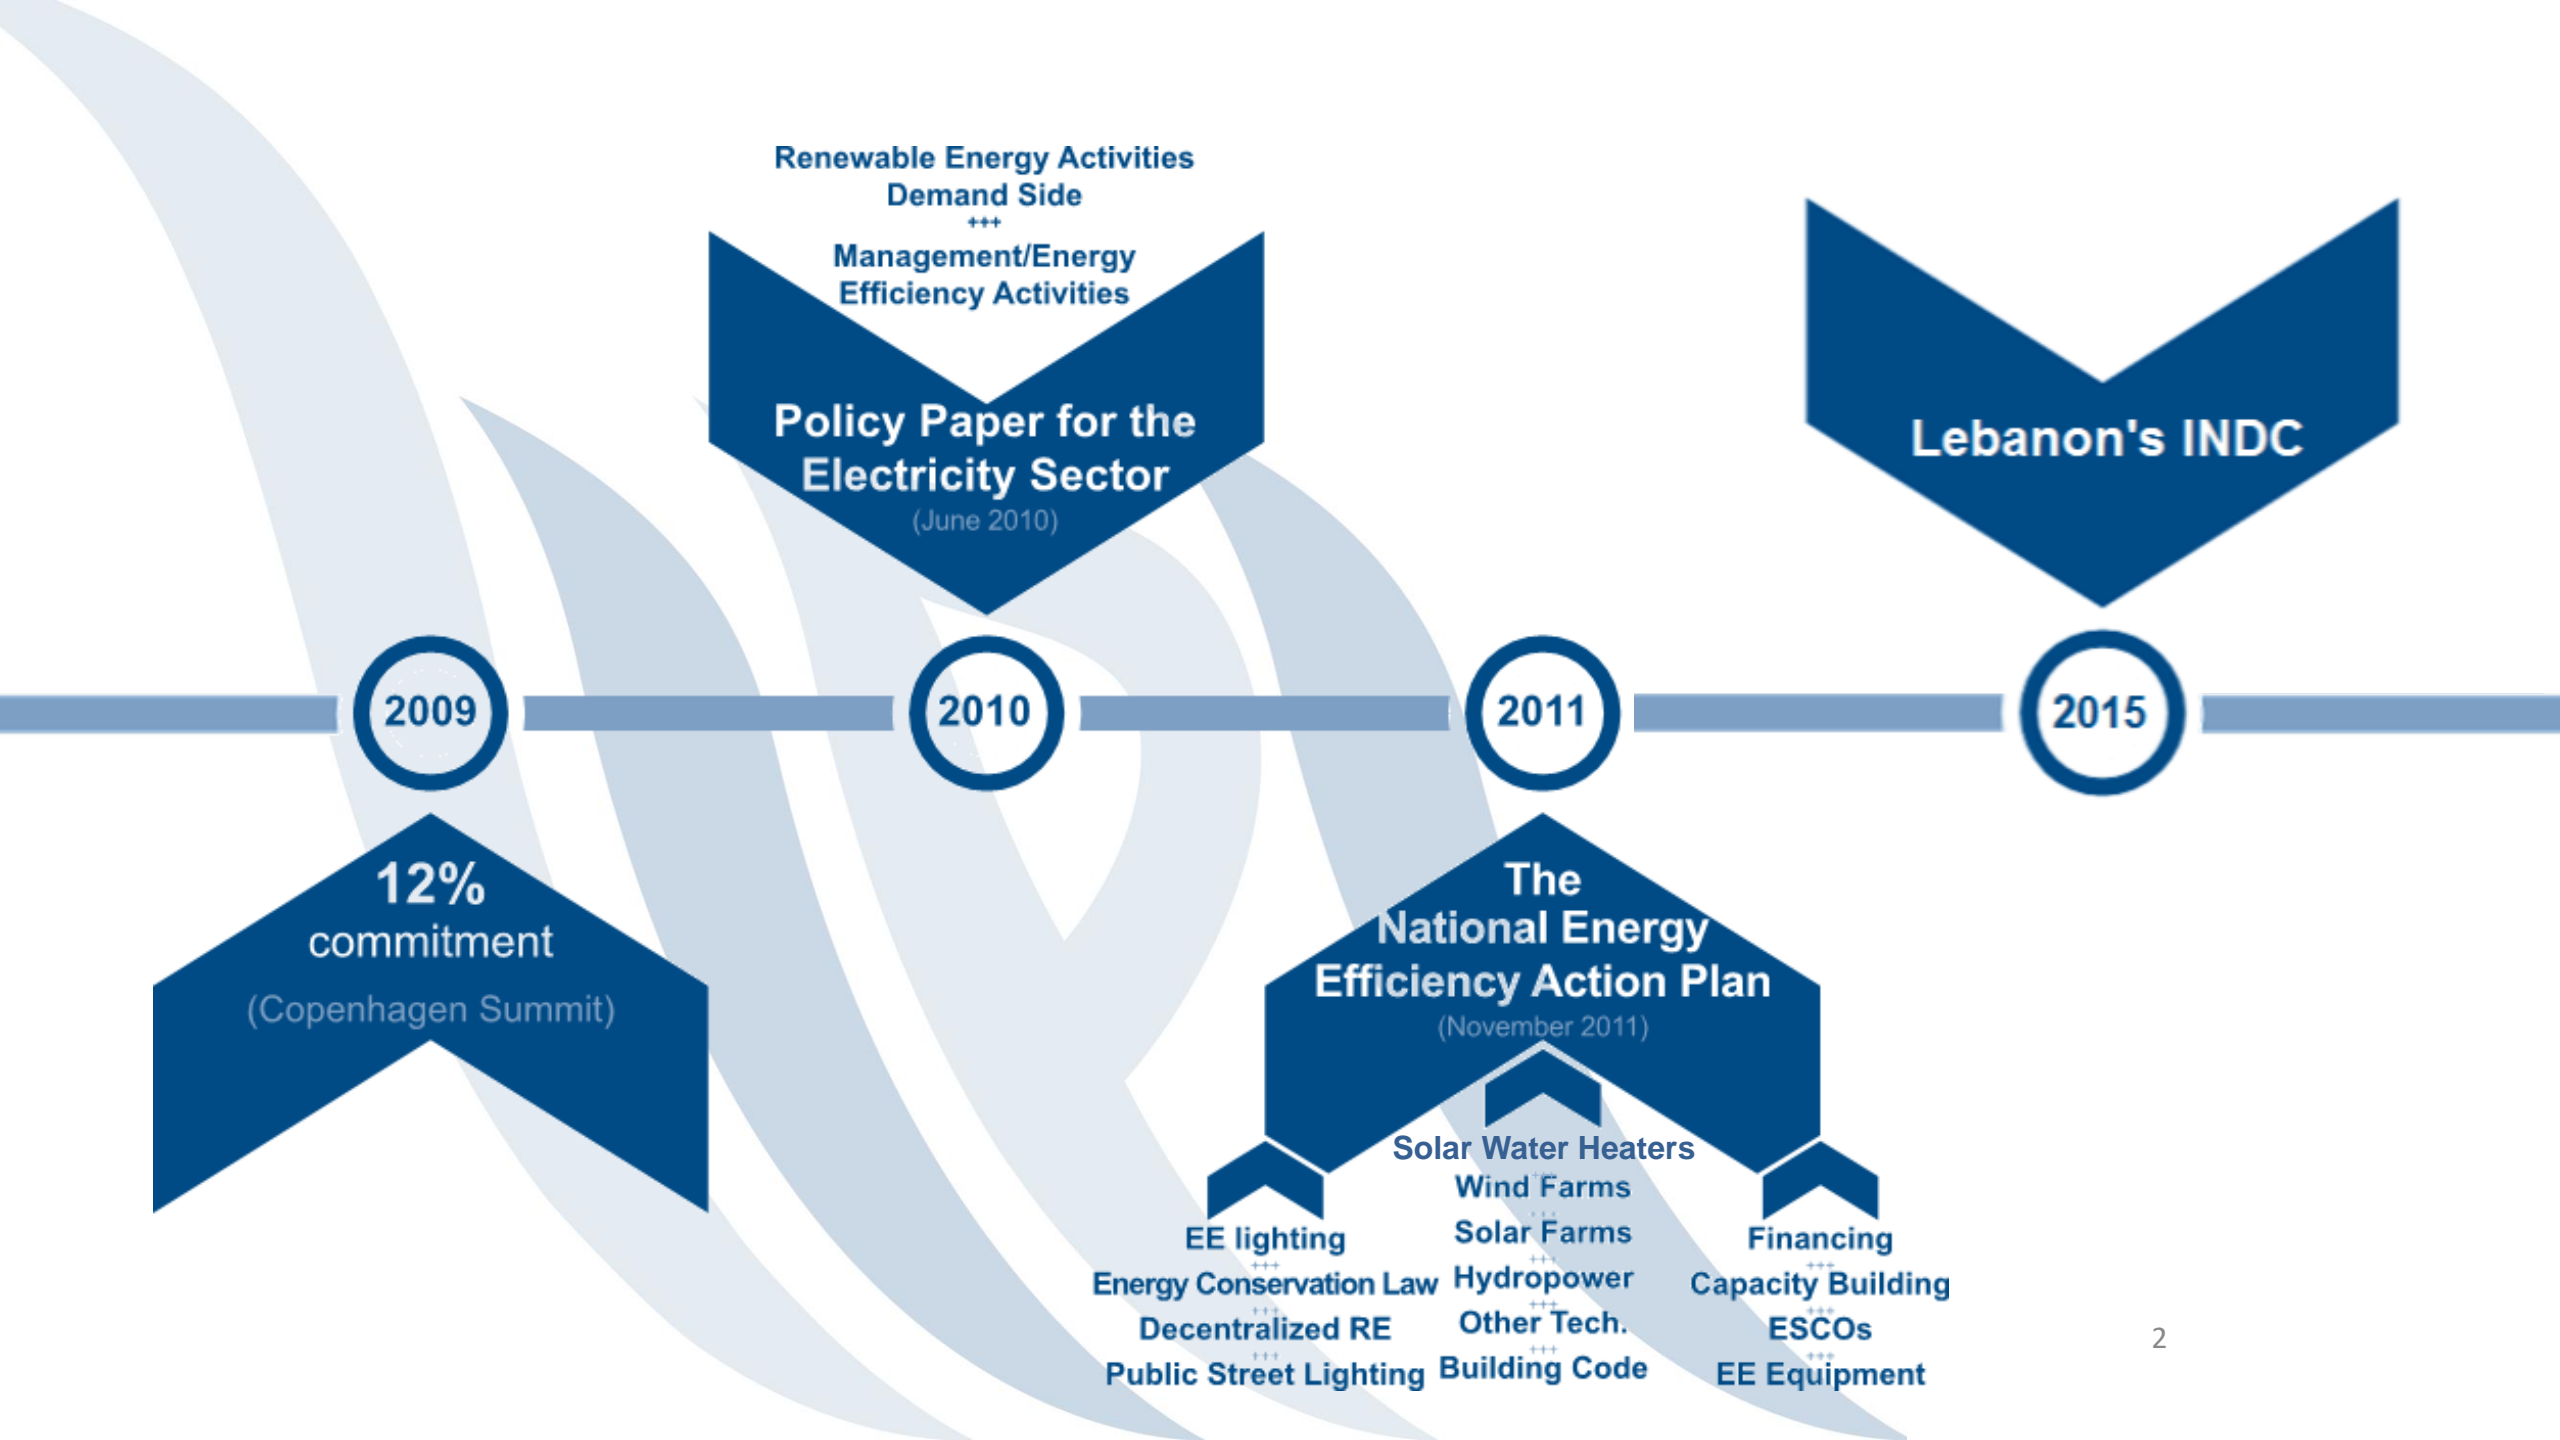 Renewable Energy Activities
Demand Side
+++
Management/Energy
Efficiency Activities
Policy Paper for the
Electricity Sector
(June 2010)
Lebanon's INDC
2009
2010
2011
2015
12%
commitment
(Copenhagen Summit)
The
National Energy
Efficiency Action Plan
(November 2011)
EE lighting
+++
Energy Conservation Law
+++
Decentralized RE
+++
Public Street Lighting
Solar Water Heaters
+++
Wind Farms
+++
Solar Farms
+++
Hydropower
+++
Other Tech.
+++
Building Code
Financing
+++
Capacity Building
+++
ESCOs
+++
EE Equipment
2